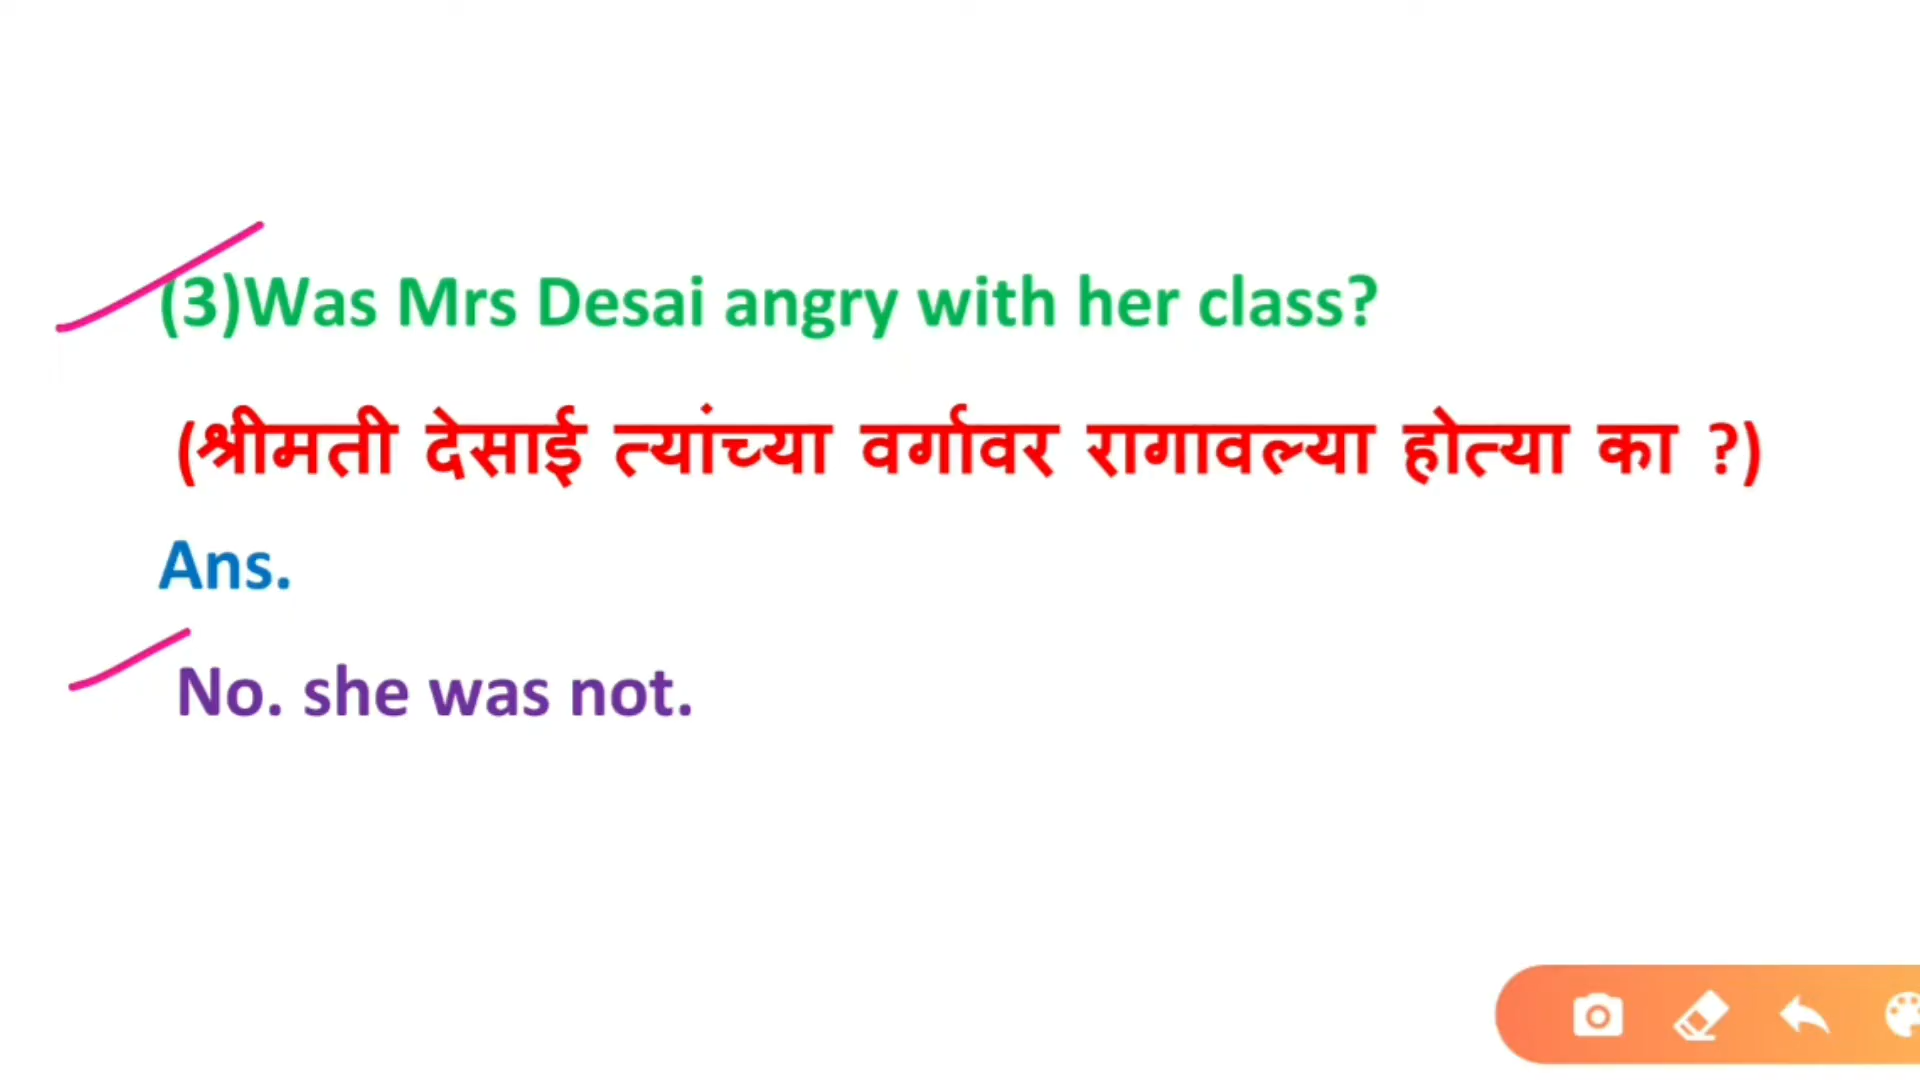 (3)Was Mrs Desai angry with her class?
(श्रीमती देसाई त्यांच्या वर्गावर रागावल्या होत्या का ?)
Ans.
No. she was not.